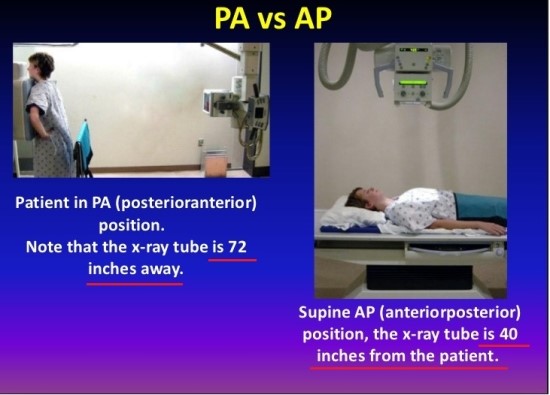 PA vs AP
Patient in PA (posterioranterior)
position.
Note that the x-ray tube is 72
inches away.
Supine AP (anteriorposterior)
position, the x-ray tube is 40
inches from the patient.